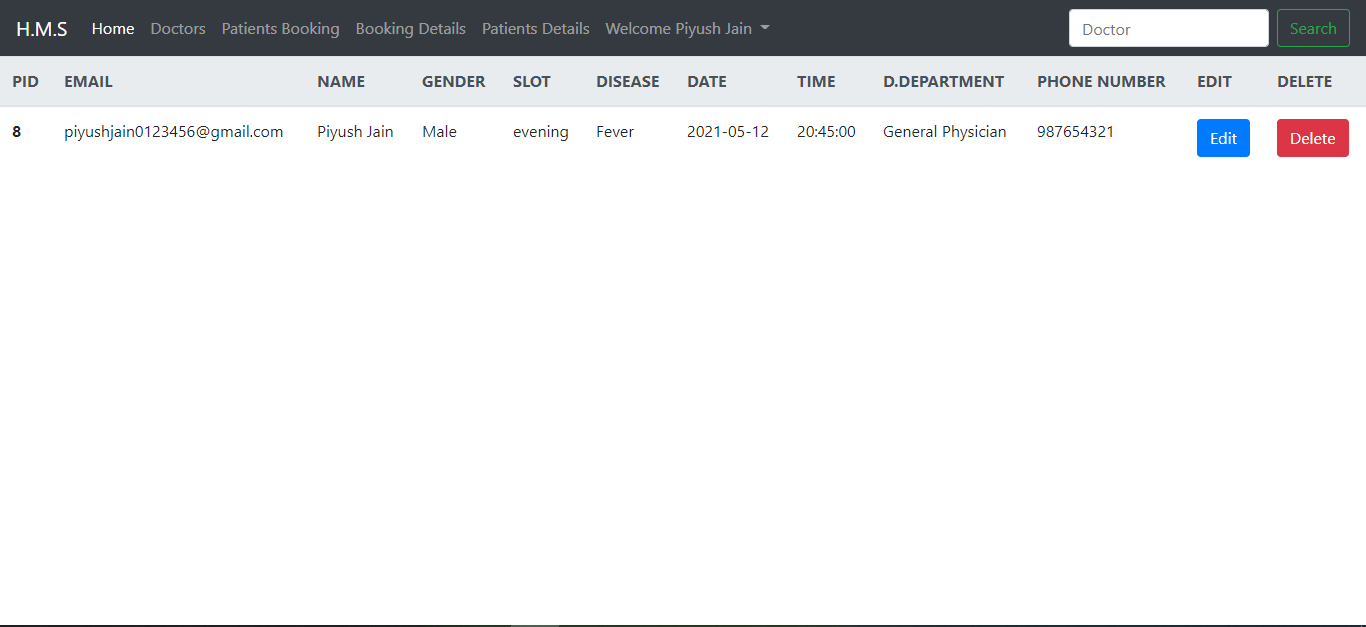 H.M.S Home Doctors Patients Booking Booking Details Patients Details Welcome Piyush Jain Doctor Search
PID EMAIL NAME GENDER SLOT DISEASE DATE TIME D.DEPARTMENT PHONE NUMBER EDIT DELETE
8 piyushjain0123456@gmail.com Piyush Jain Male evening Fever 2021-05-12 20:45:00 General Physician 987654321 Edit Delete